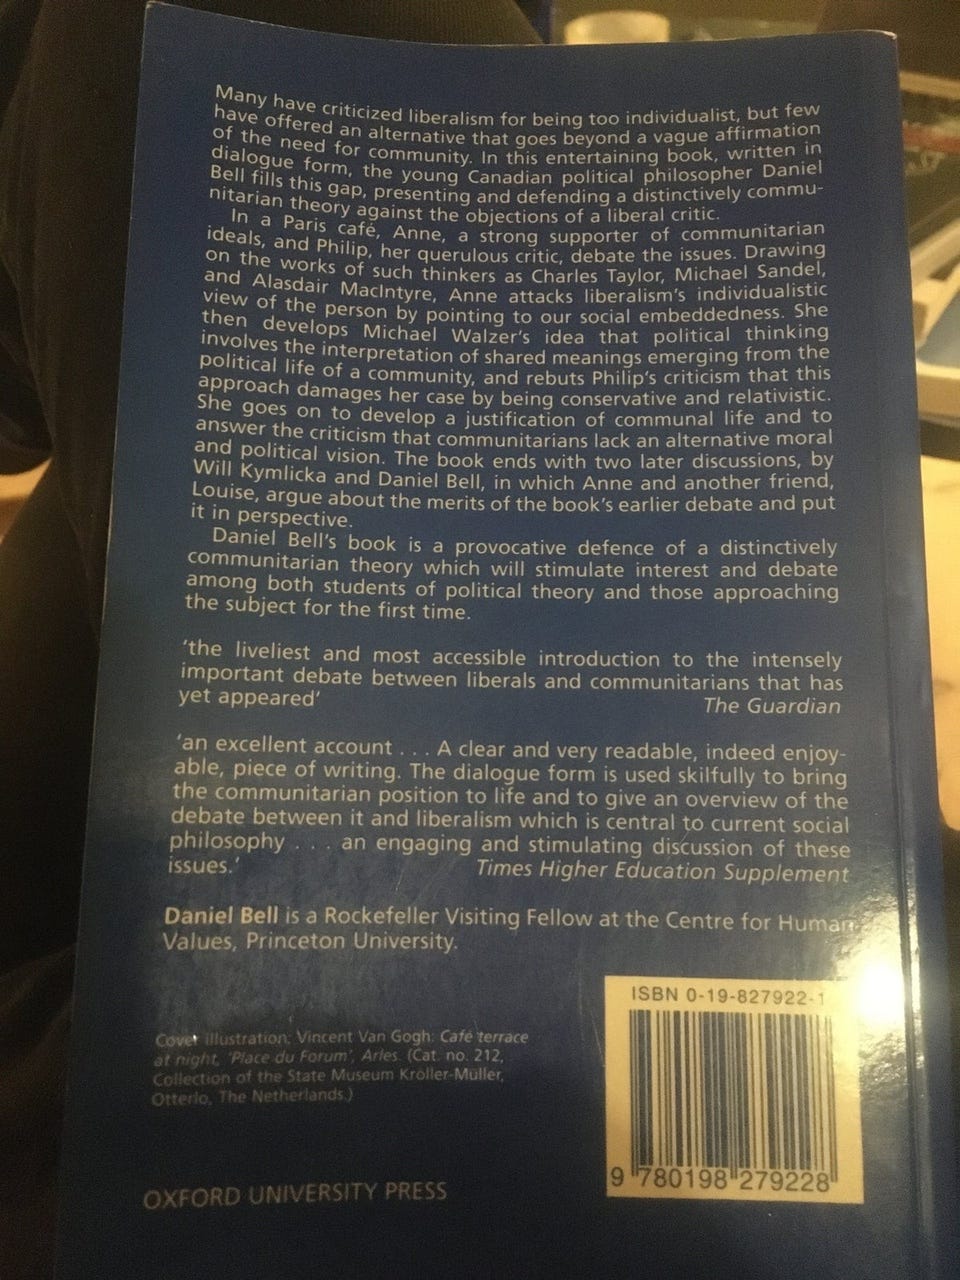 Many have criticized liberalism for being too individualist, but few
have offered an alternative that goes beyond a vague affirmation
of the need for community. In this entertaining book, written in
dialogue form, the young Canadian political philosopher Daniel
Bell fills this gap, presenting and defending a distinctively commu-
nitarian theory against the objections of a liberal critic.
In a Paris café, Anne, a strong supporter of communitarian
ideals, and Philip, her querulous critic, debate the issues. Drawing
on the works of such thinkers as Charles Taylor, Michael Sandel,
and Alasdair MacIntyre, Anne attacks liberalism's individualistic
view of the person by pointing to our social embeddedness. She
then develops Michael Walzer's idea that political thinking
involves the interpretation of shared meanings emerging from the
political life of a community, and rebuts Philip's criticism that this
approach damages her case by being conservative and relativistic.
She goes on to develop a justification of communal life and to
answer the criticism that communitarians lack an alternative moral
and political vision. The book ends with two later discussions, by
Will Kymlicka and Daniel Bell, in which Anne and another friend,
Louise, argue about the merits of the book's earlier debate and put
it in perspective.
Daniel Bell's book is a provocative defence of a distinctively
communitarian theory which will stimulate interest and debate
among both students of political theory and those approaching
the subject for the first time.
'the liveliest and most accessible introduction to the intensely
important debate between liberals and communitarians that has
yet appeared' The Guardian
'an excellent account . . . A clear and very readable, indeed enjoy-
able, piece of writing. The dialogue form is used skilfully to bring
the communitarian position to life and to give an overview of the
debate between it and liberalism which is central to current social
philosophy . . . an engaging and stimulating discussion of these
issues.' Times Higher Education Supplement
Daniel Bell is a Rockefeller Visiting Fellow at the Centre for Human
Values, Princeton University.
ISBN 0-19-827922-1
Cover illustration: Vincent Van Gogh: Café terrace
at night, 'Place du Forum', Arles. (Cat. no. 212,
Collection of the State Museum Kröller-Müller,
Otterlo, The Netherlands.)
9 780198 279228
OXFORD UNIVERSITY PRESS